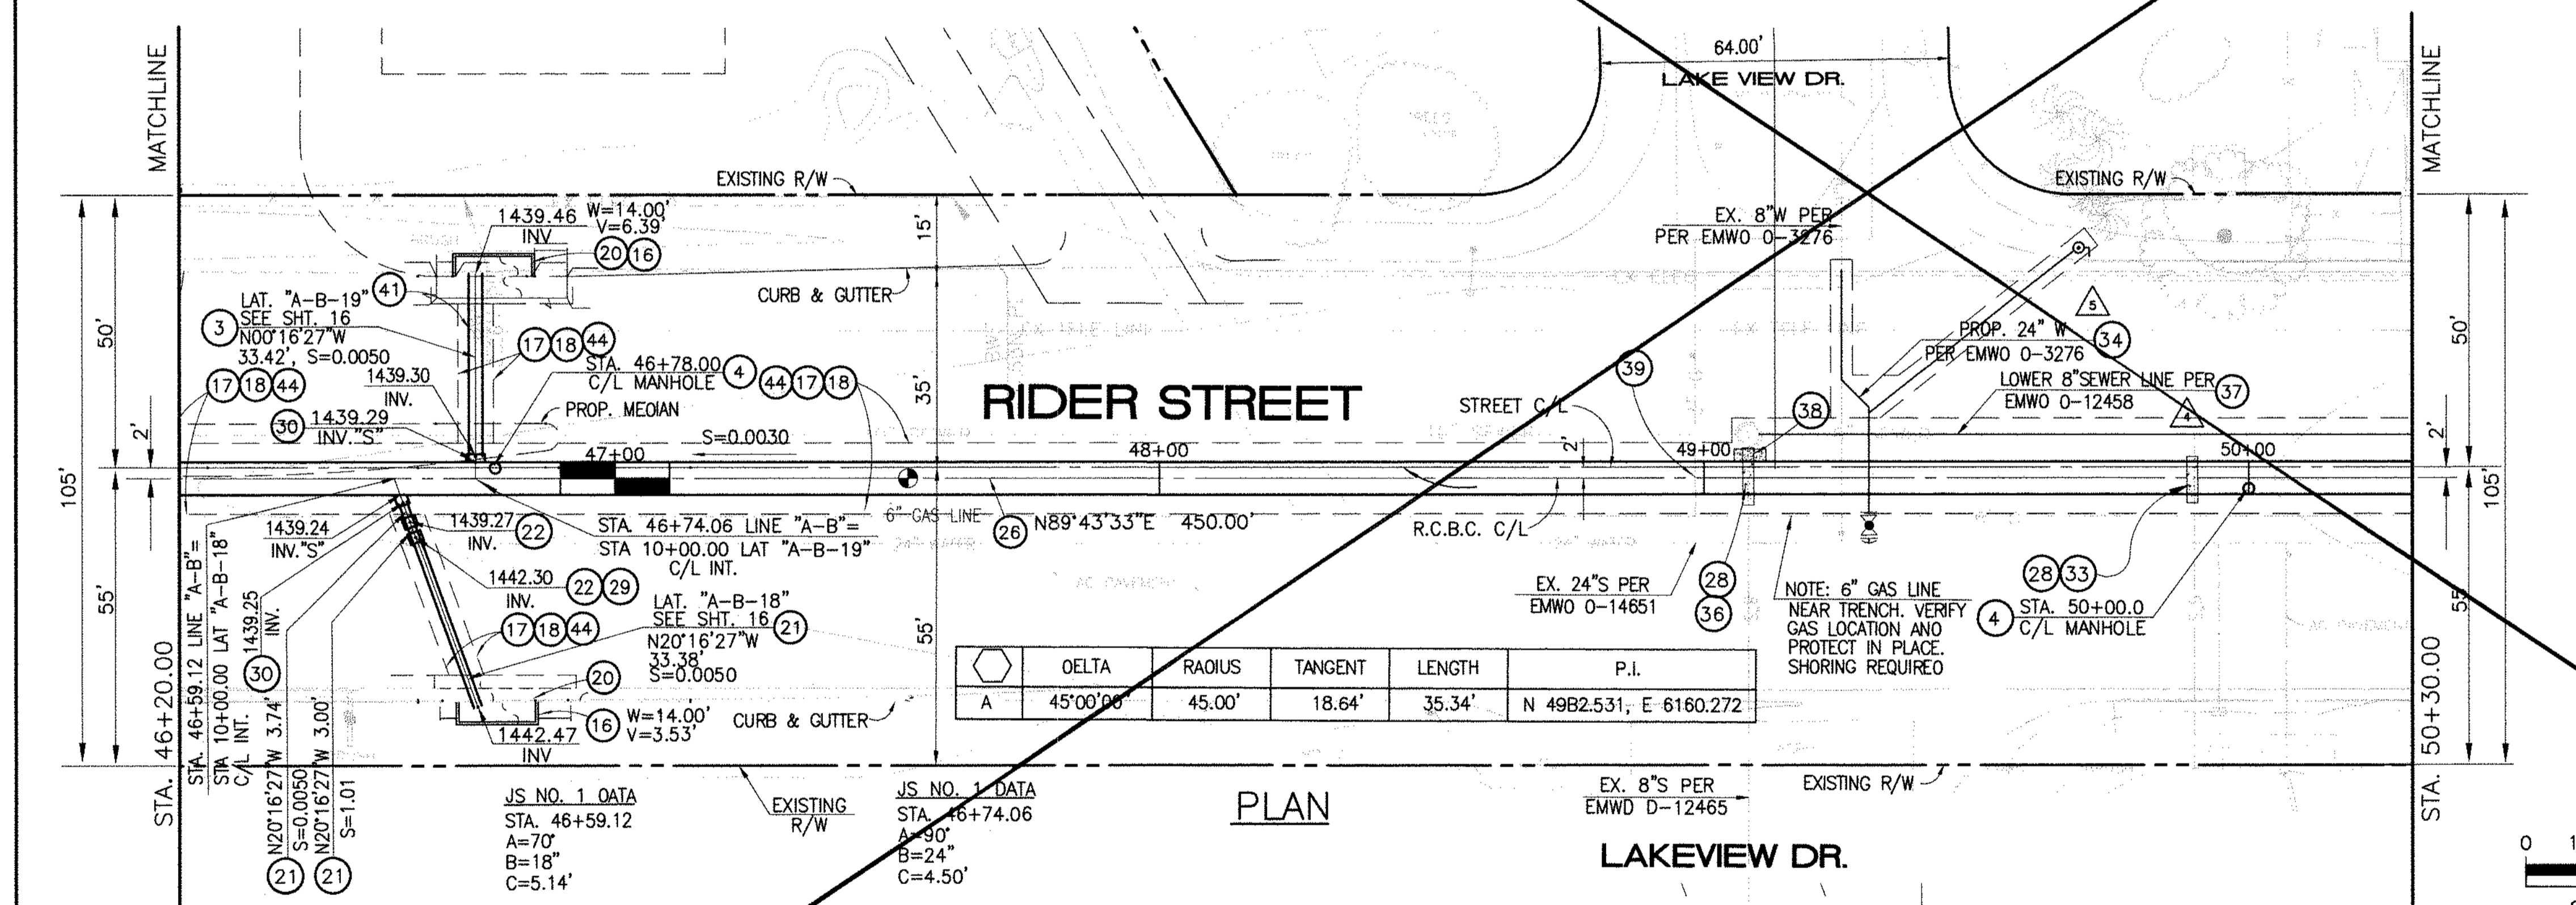 MATCHLINE
STA. 46+20.00
MATCHLINE
STA. 50+30.00
64.00'
LAKE VIEW DR.
EXISTING R/W
EXISTING R/W
105'
50'
2'
55'
15'
35'
55'
1439.46
INV
W=14.00'
V=6.39'
20 16
CURB & GUTTER
41
LAT. "A-B-19"
3 SEE SHT. 16
N00°16'27"W
33.42', S=0.0050
17 18 44
1439.30
INV.
30 1439.29
INV."S"
17 18 44
STA. 46+78.00
C/L MANHOLE 4
44 17 18
PROP. MEDIAN
S=0.0030
RIDER STREET
47+00
48+00
49+00
50+00
STREET C/L
2'
39
38
EX. 8"W PER
PER EMWO 0-3276
5
PROP. 24" W
PER EMWO 0-3276
34
LOWER 8"SEWER LINE PER
EMWO 0-12458
37
4
50'
2'
105'
55'
STA. 46+59.12 LINE "A-B"=
STA 10+00.00 LAT "A-B-18"
C/L INT.
1439.24
INV."S"
1439.25
INV.
30
N20°16'27"W 3.74'
S=0.0050
21
N20°16'27"W 3.00'
S=1.01
21
1439.27
INV.
22
1442.30
INV.
22 29
17 18 44
STA. 46+74.06 LINE "A-B"=
STA 10+00.00 LAT "A-B-19"
C/L INT.
LAT. "A-B-18"
SEE SHT. 16 21
N20°16'27"W
33.38'
S=0.0050
20
16
W=14.00'
V=3.53'
1442.47
INV
CURB & GUTTER
6" GAS LINE
26 N89°43'33"E 450.00'
R.C.B.C. C/L
EX. 24"S PER
EMWO 0-14651
28
36
NOTE: 6" GAS LINE
NEAR TRENCH. VERIFY
GAS LOCATION AND
PROTECT IN PLACE.
SHORING REQUIRED
28 33
4 STA. 50+00.0
C/L MANHOLE
AC PAVEMENT
AC PAVEMENT
EX TELE LINE
DELTA RADIUS TANGENT LENGTH P.I.
A 45°00'00" 45.00' 18.64' 35.34' N 49B2.531, E 6160.272
JS NO. 1 DATA
STA. 46+59.12
A=70°
B=18"
C=5.14'
EXISTING
R/W
JS NO. 1 DATA
STA. 46+74.06
A=90°
B=24"
C=4.50'
PLAN
EX. 8"S PER
EMWD D-12465
EXISTING R/W
LAKEVIEW DR.
0